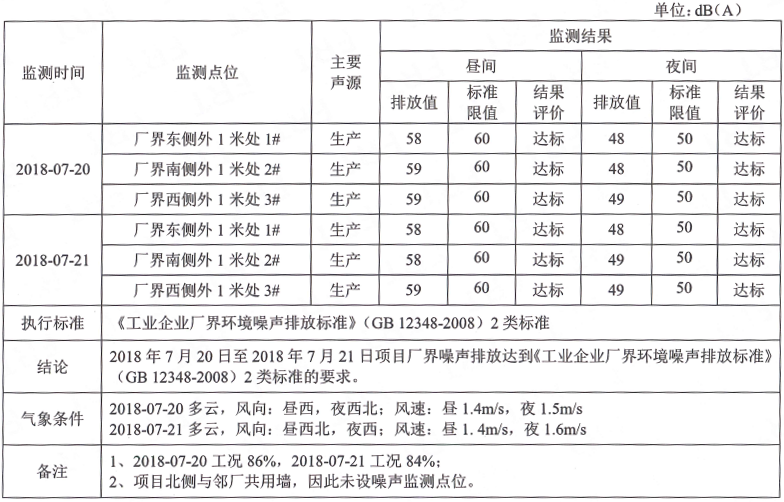 单位: dB（A）
监测时间 监测点位 主要声源 监测结果
昼间 夜间
排放值 标准限值 结果评价 排放值 标准限值 结果评价
2018-07-20 厂界东侧外 1 米处 1# 生产 58 60 达标 48 50 达标
厂界南侧外 1 米处 2# 生产 59 60 达标 48 50 达标
厂界西侧外 1 米处 3# 生产 59 60 达标 49 50 达标
2018-07-21 厂界东侧外 1 米处 1# 生产 58 60 达标 48 50 达标
厂界南侧外 1 米处 2# 生产 58 60 达标 49 50 达标
厂界西侧外 1 米处 3# 生产 59 60 达标 49 50 达标
执行标准 《工业企业厂界环境噪声排放标准》（GB 12348-2008）2 类标准
结论 2018 年 7 月 20 日至 2018 年 7 月 21 日项目厂界噪声排放达到《工业企业厂界环境噪声排放标准》
（GB 12348-2008）2 类标准的要求。
气象条件 2018-07-20 多云，风向：昼西，夜西北；风速：昼 1.4m/s，夜 1.5m/s
2018-07-21 多云，风向：昼西北，夜西；风速：昼 1. 4m/s，夜 1.6m/s
备注 1、2018-07-20 工况 86%，2018-07-21 工况 84%；
2、项目北侧与邻厂共用墙，因此未设噪声监测点位。